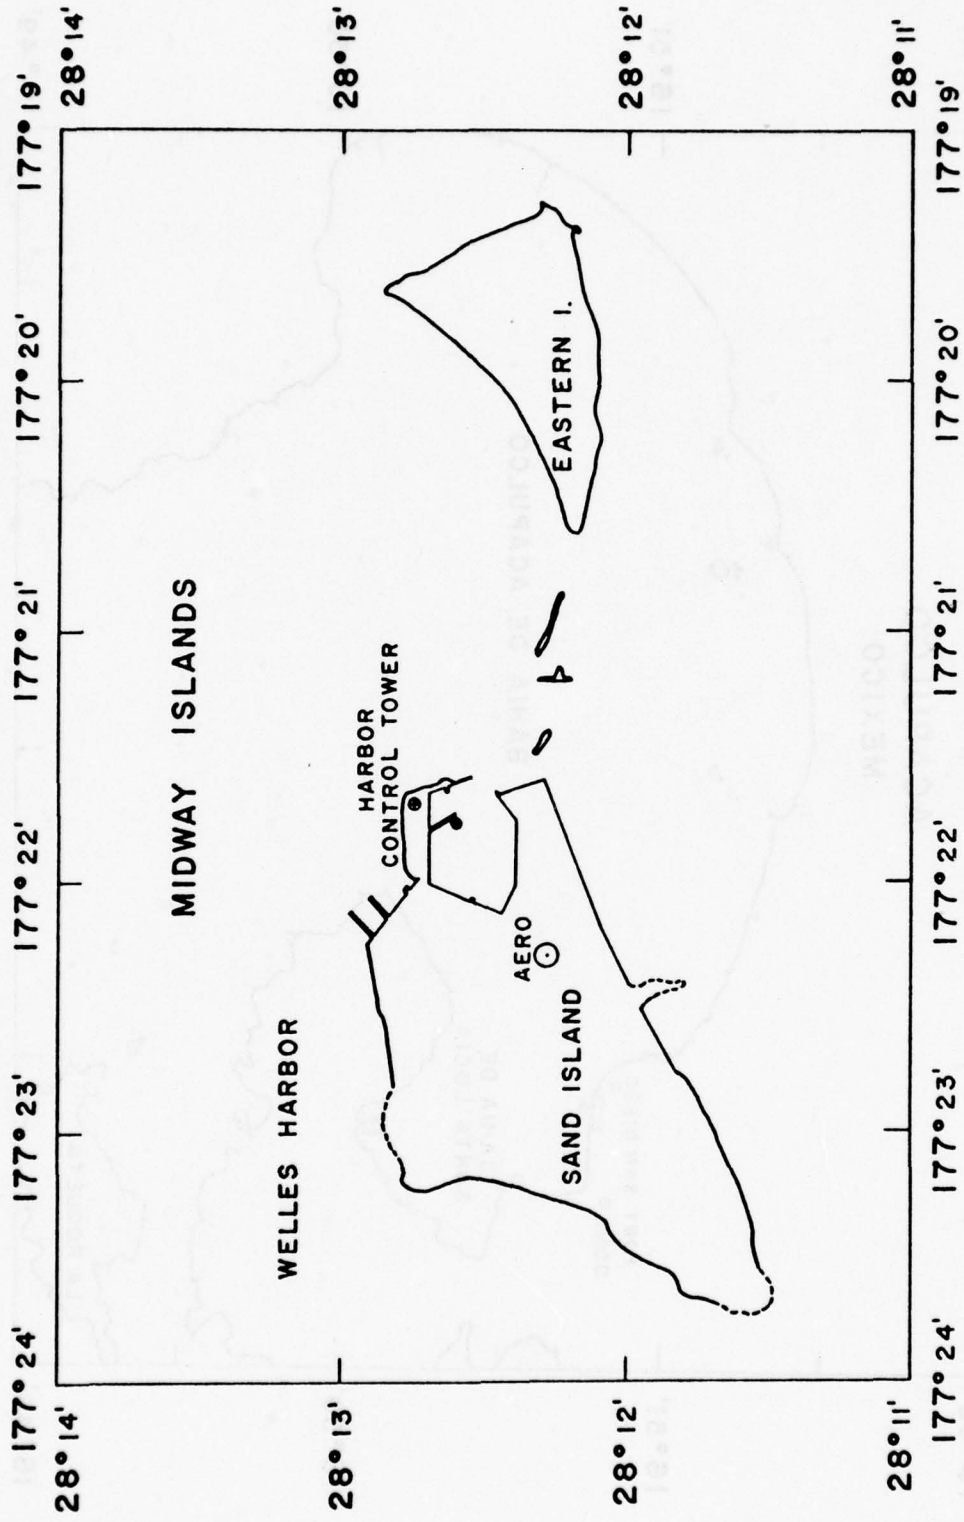 177°24'
177°23'
177°22'
177°21'
177°20'
177°19'
28°14'
28°14'
MIDWAY ISLANDS
WELLES HARBOR
28°13'
28°13'
HARBOR
CONTROL TOWER
AERO
SAND ISLAND
EASTERN I.
28°12'
28°12'
28°11'
28°11'
177°24'
177°23'
177°22'
177°21'
177°20'
177°19'